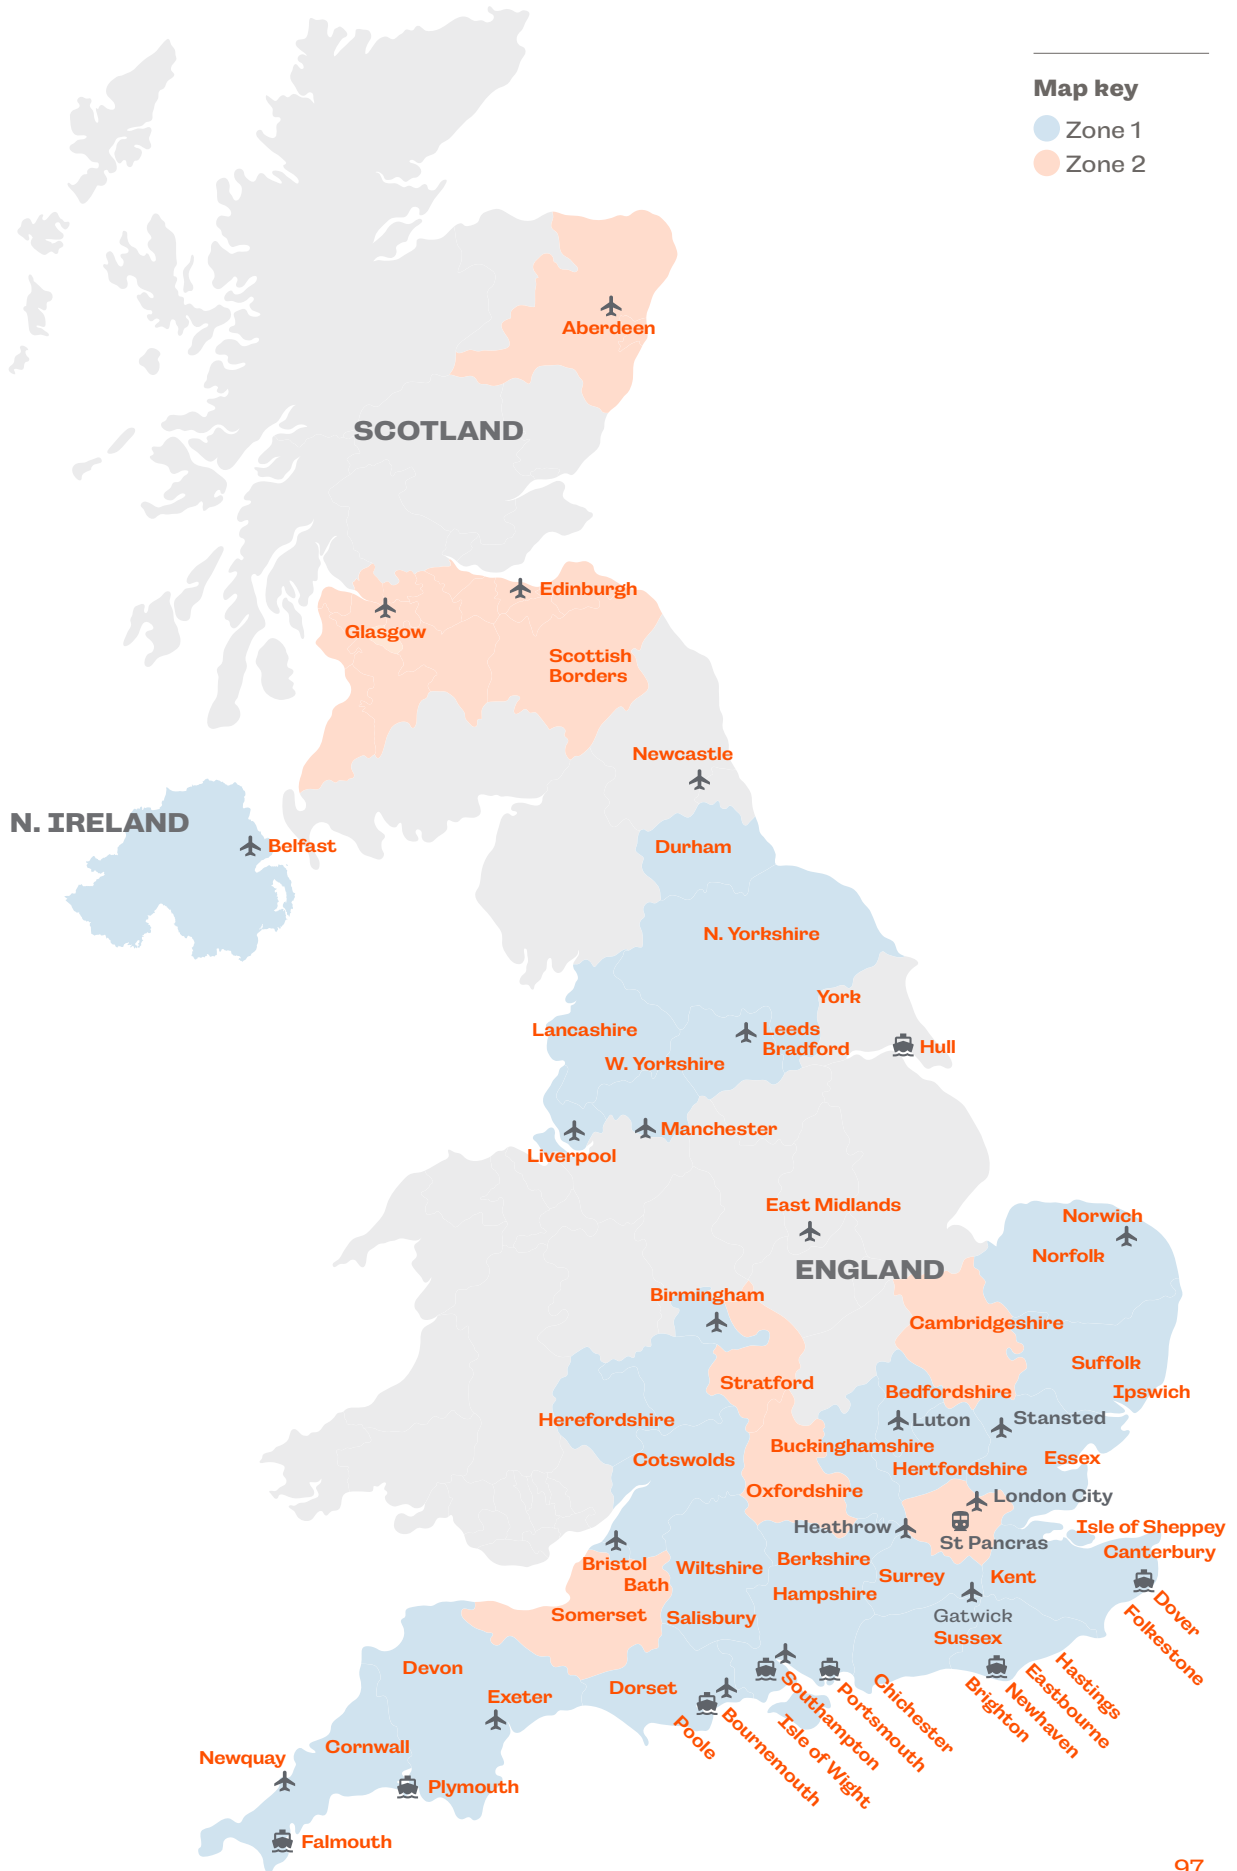 Map key
Zone 1
Zone 2
Aberdeen
SCOTLAND
Edinburgh
Glasgow
Scottish
Borders
Newcastle
N. IRELAND
Belfast
Durham
N. Yorkshire
York
Lancashire
Leeds
Bradford
Hull
W. Yorkshire
Manchester
Liverpool
East Midlands
Norwich
Norfolk
ENGLAND
Birmingham
Cambridgeshire
Suffolk
Stratford
Bedfordshire
Ipswich
Herefordshire
Luton
Stansted
Buckinghamshire
Cotswolds
Essex
Hertfordshire
Oxfordshire
London City
Heathrow
Isle of Sheppey
St Pancras
Canterbury
Bristol
Berkshire
Wiltshire
Surrey
Kent
Bath
Hampshire
Dover
Folkestone
Somerset
Salisbury
Gatwick
Sussex
Devon
Hastings
Eastbourne
Newhaven
Brighton
Chichester
Portsmouth
Southampton
Isle of Wight
Dorset
Exeter
Bournemouth
Poole
Cornwall
Newquay
Plymouth
Falmouth
97